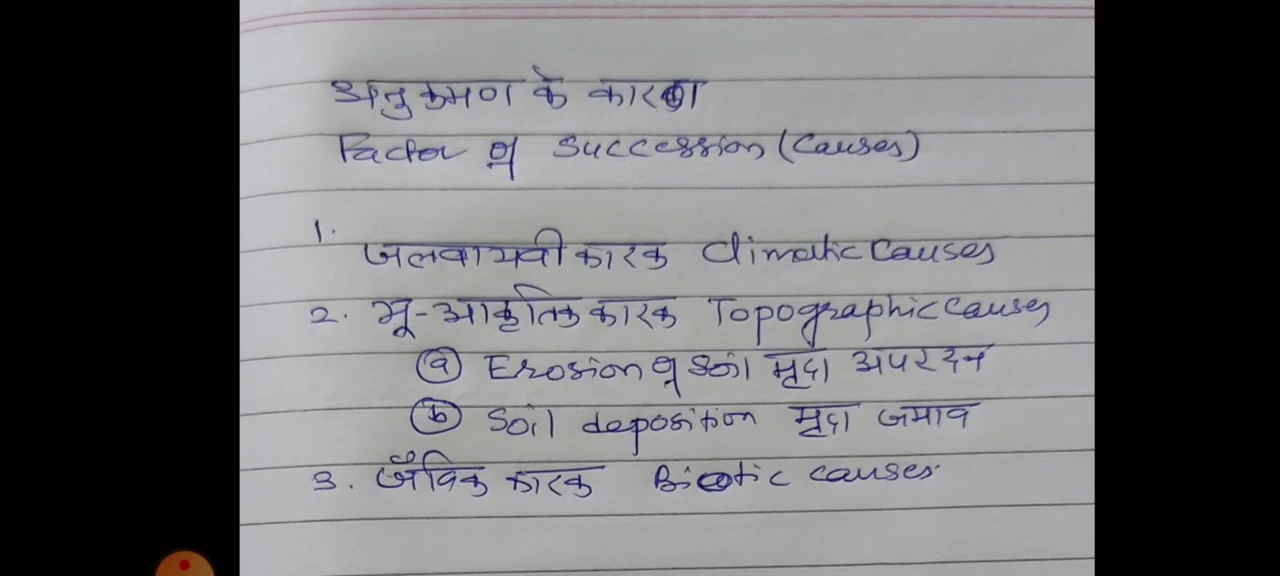 अनुक्रमण के कारण
Factor of Succession (Causes)
1.
जलवायवी कारक Climatic Causes
2. भू-आकृतिक कारक Topographic Causes
(a) Erosion of soil मृदा अपरदन
(b) Soil deposition मृदा जमाव
3. जैविक कारक Biotic causes